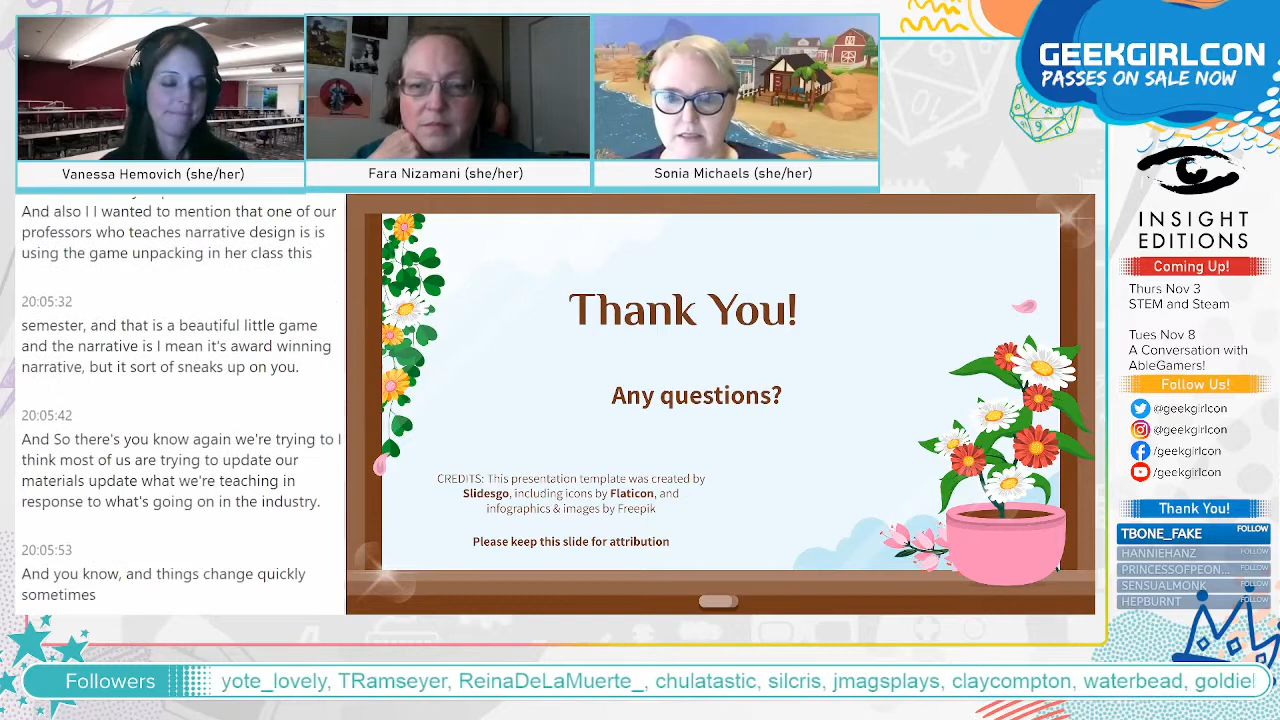 GEEKGIRLCON
PASSES ON SALE NOW
Vanessa Hemovich (she/her)
Fara Nizamani (she/her)
Sonia Michaels (she/her)
And also I I wanted to mention that one of our
professors who teaches narrative design is is
using the game unpacking in her class this
20:05:32
semester, and that is a beautiful little game
and the narrative is I mean it's award winning
narrative, but it sort of sneaks up on you.
20:05:42
And So there's you know again we're trying to I
think most of us are trying to update our
materials update what we're teaching in
response to what's going on in the industry.
20:05:53
And you know, and things change quickly
sometimes
Thank You!
Any questions?
CREDITS: This presentation template was created by
Slidesgo, including icons by Flaticon, and
infographics & images by Freepik
Please keep this slide for attribution
INSIGHT
EDITIONS
Coming Up!
Thurs Nov 3
STEM and Steam
Tues Nov 8
A Conversation with
AbleGamers!
Follow Us!
@geekgirlcon
@geekgirlcon
/geekgirlcon
/geekgirlcon
Thank You!
TBONE_FAKE FOLLOW
HANNIEHANZ FOLLOW
PRINCESSOFPEON... FOLLOW
SENSUALMONK FOLLOW
HEPBURNT FOLLOW
Followers
yote_lovely, TRamseyer, ReinaDeLaMuerte_, chulatastic, silcris, jmagsplays, claycompton, waterbead, goldie